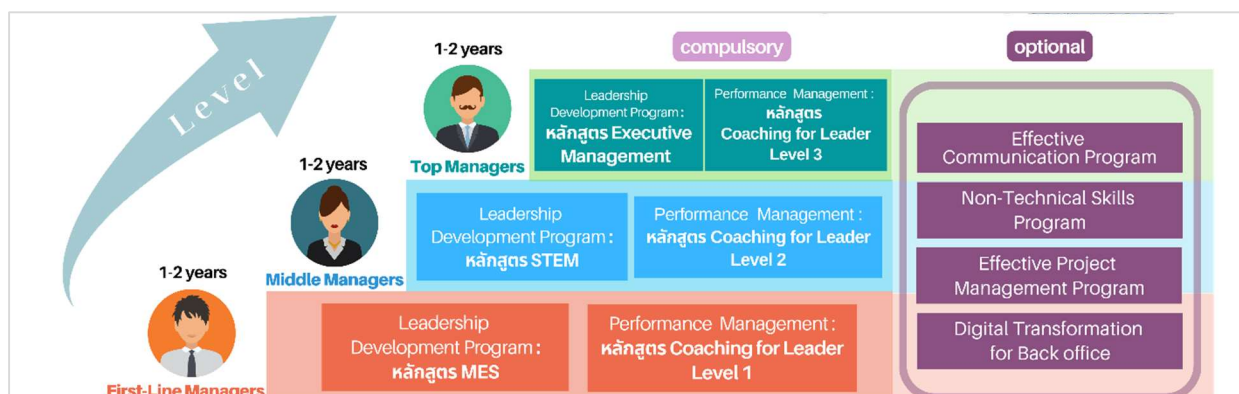 Level
compulsory
optional
1-2 years
Top Managers
Leadership
Development Program :
หลักสูตร Executive
Management
Performance Management :
หลักสูตร
Coaching for Leader
Level 3
1-2 years
Middle Managers
Leadership
Development Program :
หลักสูตร STEM
Performance Management :
หลักสูตร Coaching for Leader
Level 2
1-2 years
First-Line Managers
Leadership
Development Program :
หลักสูตร MES
Performance Management :
หลักสูตร Coaching for Leader
Level 1
Effective
Communication Program
Non-Technical Skills
Program
Effective Project
Management Program
Digital Transformation
for Back office